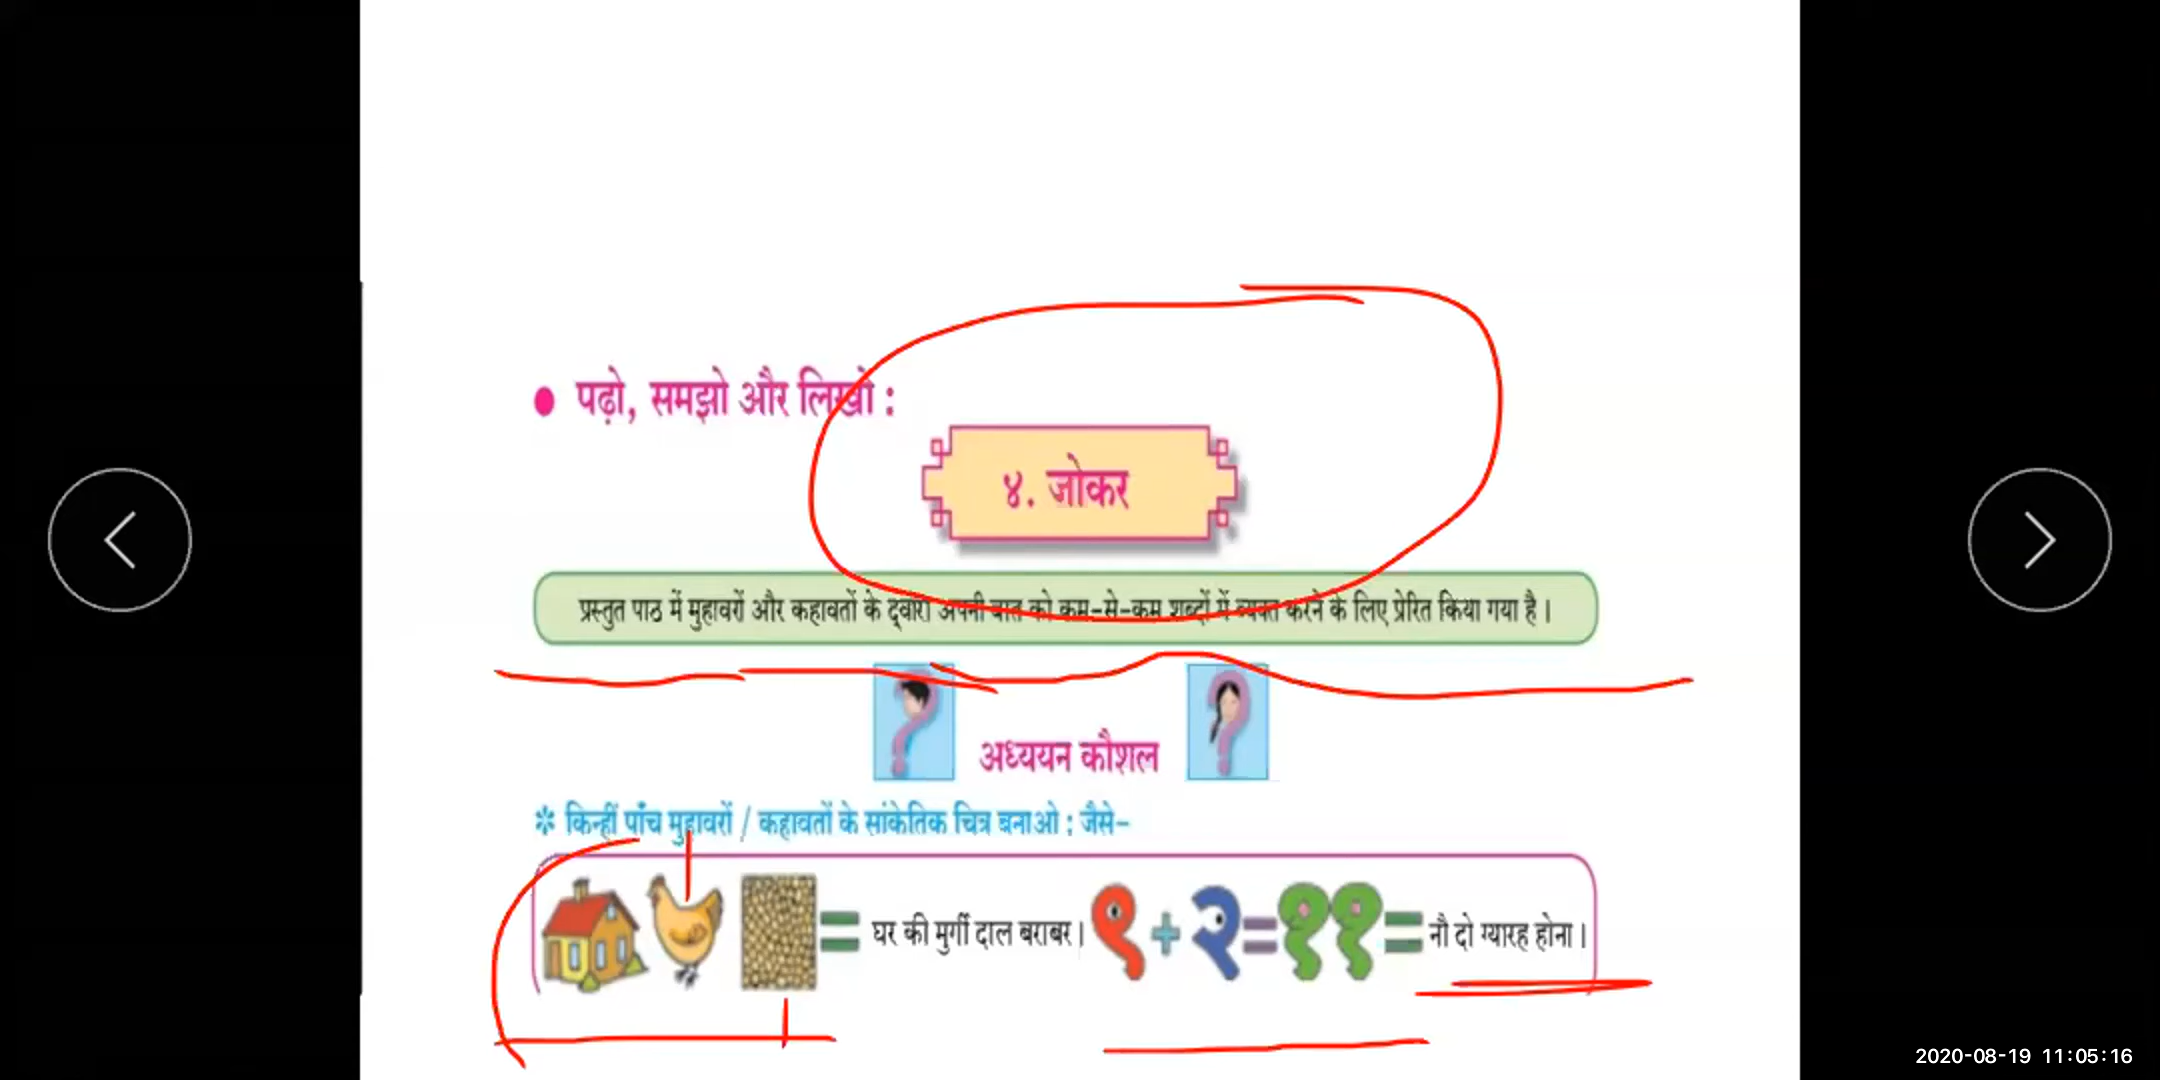 ● पढ़ो, समझो और लिखो :
४. जोकर
प्रस्तुत पाठ में मुहावरों और कहावतों के द्‌वारा अपनी बात को कम-से-कम शब्दों में व्यक्त करने के लिए प्रेरित किया गया है ।
अध्ययन कौशल
* किन्हीं पाँच मुहावरों / कहावतों के सांकेतिक चित्र बनाओ : जैसे-
= घर की मुर्गी दाल बराबर । ९ + २ = ११ = नौ दो ग्यारह होना ।
2020-08-19 11:05:16